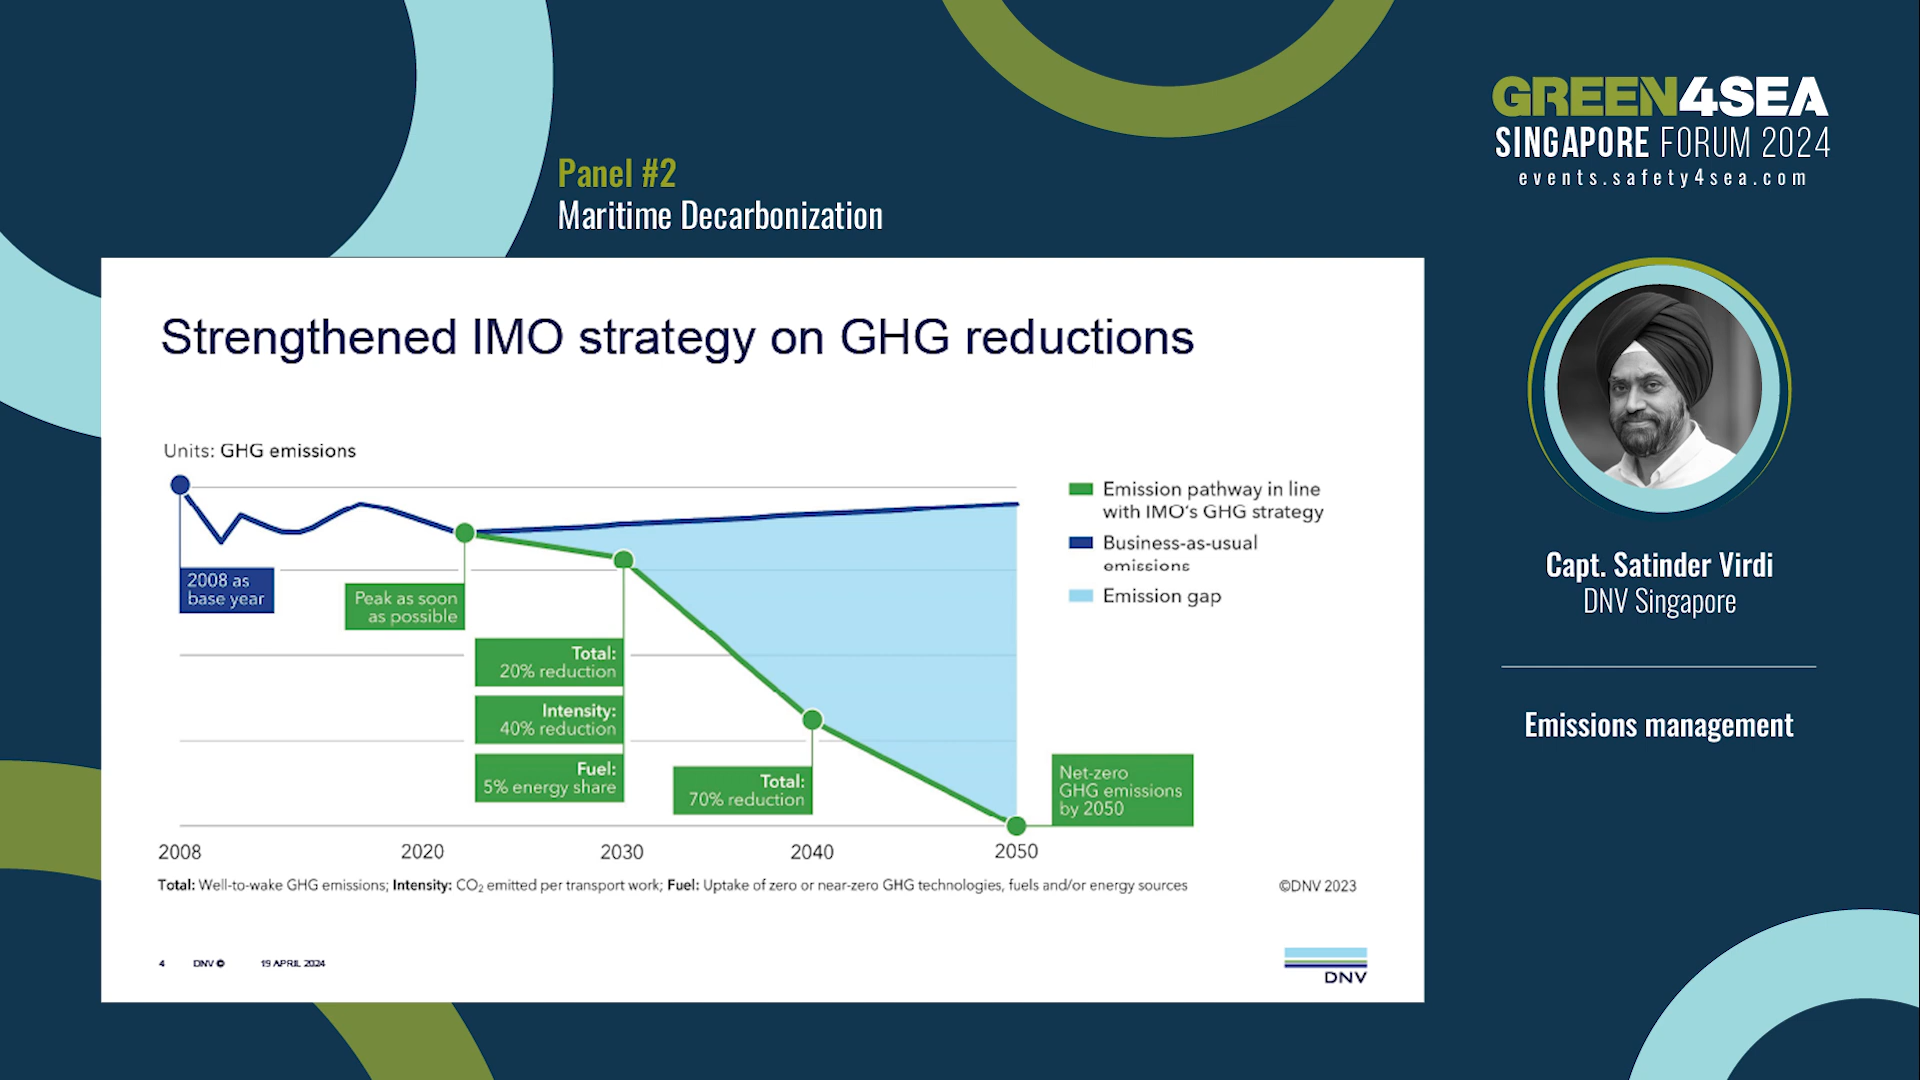 GREEN4SEA
SINGAPORE FORUM 2024
events.safety4sea.com
Panel #2
Maritime Decarbonization
Strengthened IMO strategy on GHG reductions
Units: GHG emissions
Emission pathway in line
with IMO's GHG strategy
Business-as-usual
emissions
Emission gap
2008 as
base year
Peak as soon
as possible
Total:
20% reduction
Intensity:
40% reduction
Fuel:
5% energy share
Total:
70% reduction
Net-zero
GHG emissions
by 2050
2008 2020 2030 2040 2050
Total: Well-to-wake GHG emissions; Intensity: CO₂ emitted per transport work; Fuel: Uptake of zero or near-zero GHG technologies, fuels and/or energy sources
©DNV 2023
4 DNV © 19 APRIL 2024
DNV
Capt. Satinder Virdi
DNV Singapore
Emissions management